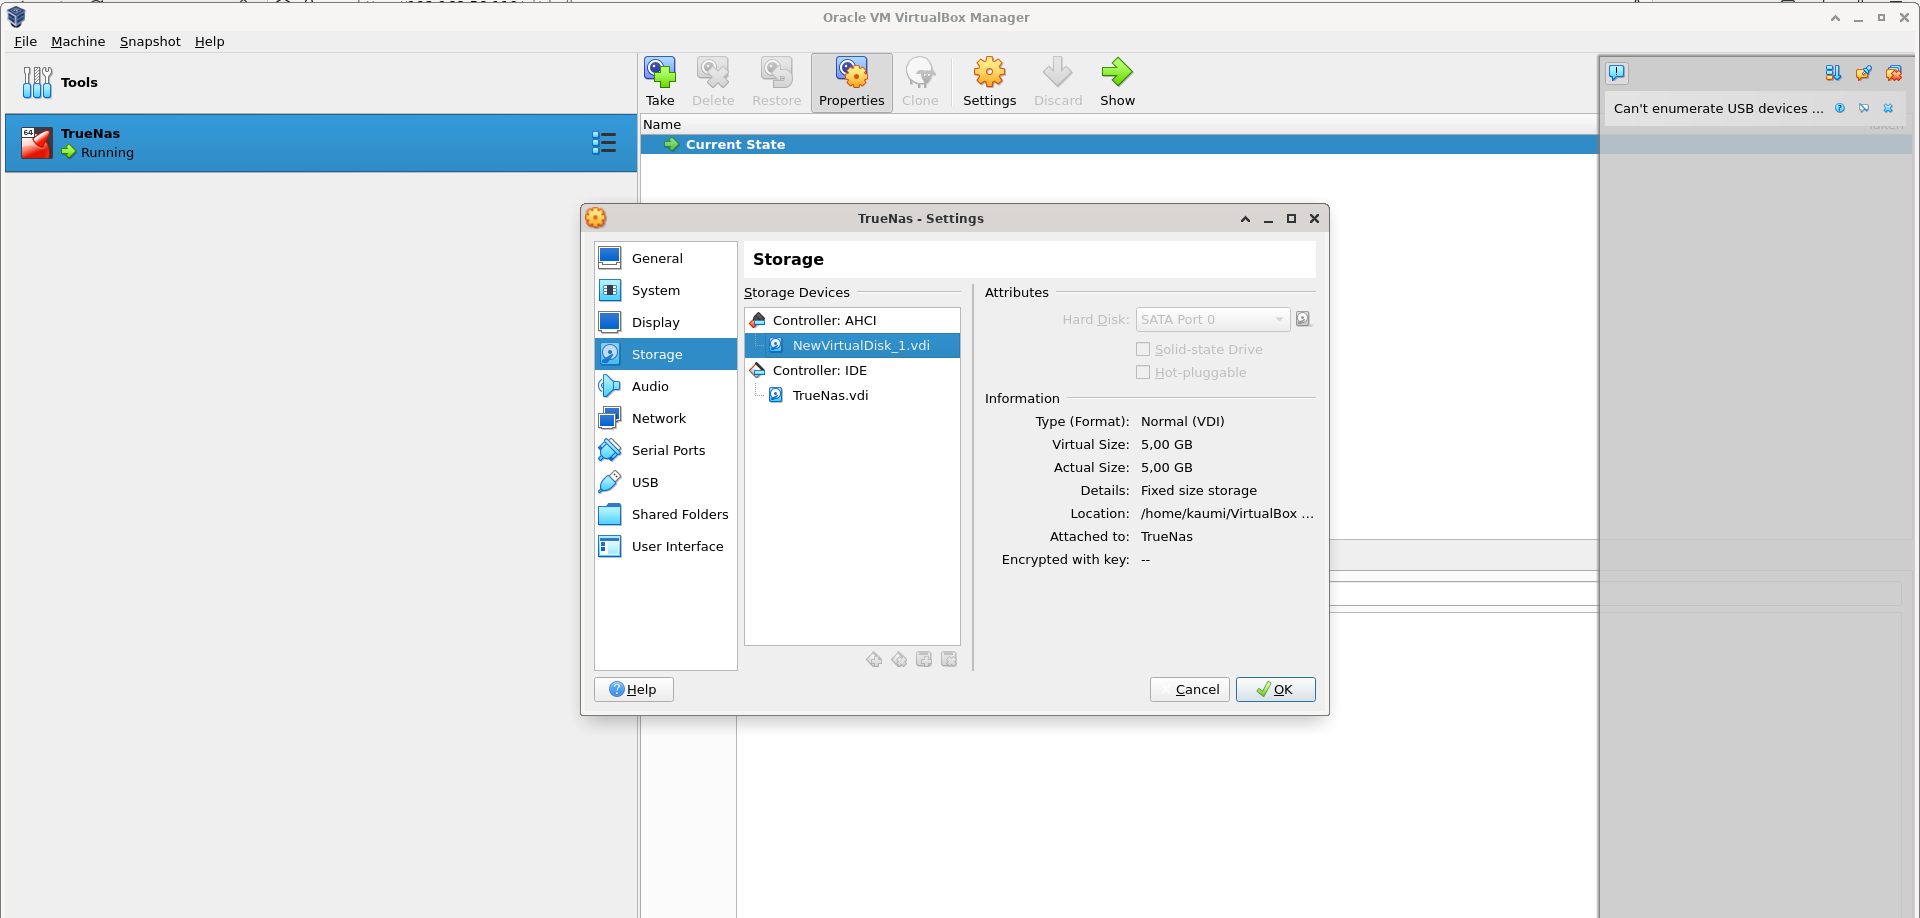 Oracle VM VirtualBox Manager
File Machine Snapshot Help
Tools
64
TrueNas
Running
Take Delete Restore Properties Clone Settings Discard Show
Name
Current State
Can't enumerate USB devices ...
TrueNas - Settings
General
System
Display
Storage
Audio
Network
Serial Ports
USB
Shared Folders
User Interface
Storage
Storage Devices
Controller: AHCI
NewVirtualDisk_1.vdi
Controller: IDE
TrueNas.vdi
Attributes
Hard Disk: SATA Port 0
Solid-state Drive
Hot-pluggable
Information
Type (Format): Normal (VDI)
Virtual Size: 5,00 GB
Actual Size: 5,00 GB
Details: Fixed size storage
Location: /home/kaumi/VirtualBox ...
Attached to: TrueNas
Encrypted with key: --
Help
Cancel
OK